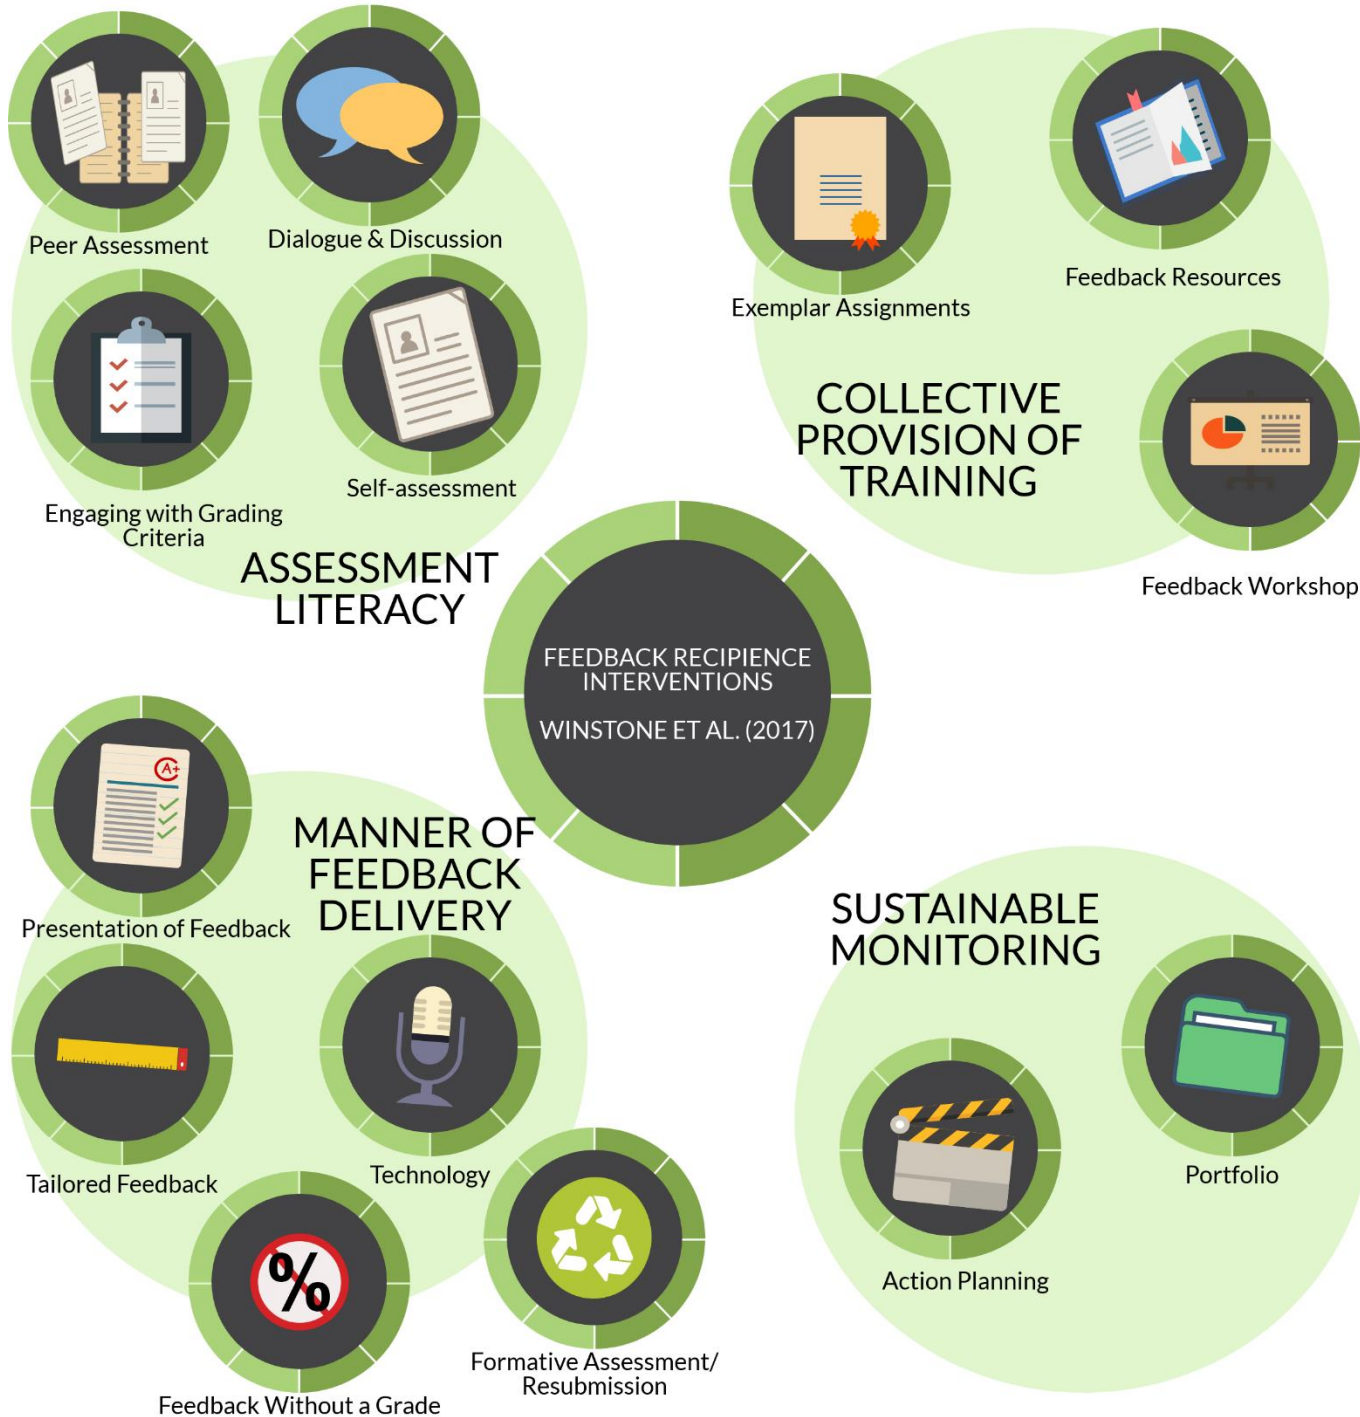 Peer Assessment
Dialogue & Discussion
Engaging with Grading
Criteria
Self-assessment
ASSESSMENT
LITERACY
Exemplar Assignments
Feedback Resources
COLLECTIVE
PROVISION OF
TRAINING
Feedback Workshop
FEEDBACK RECIPIENCE
INTERVENTIONS
WINSTONE ET AL. (2017)
A+
Presentation of Feedback
MANNER OF
FEEDBACK
DELIVERY
Tailored Feedback
Technology
%
Feedback Without a Grade
Formative Assessment/
Resubmission
SUSTAINABLE
MONITORING
Action Planning
Portfolio